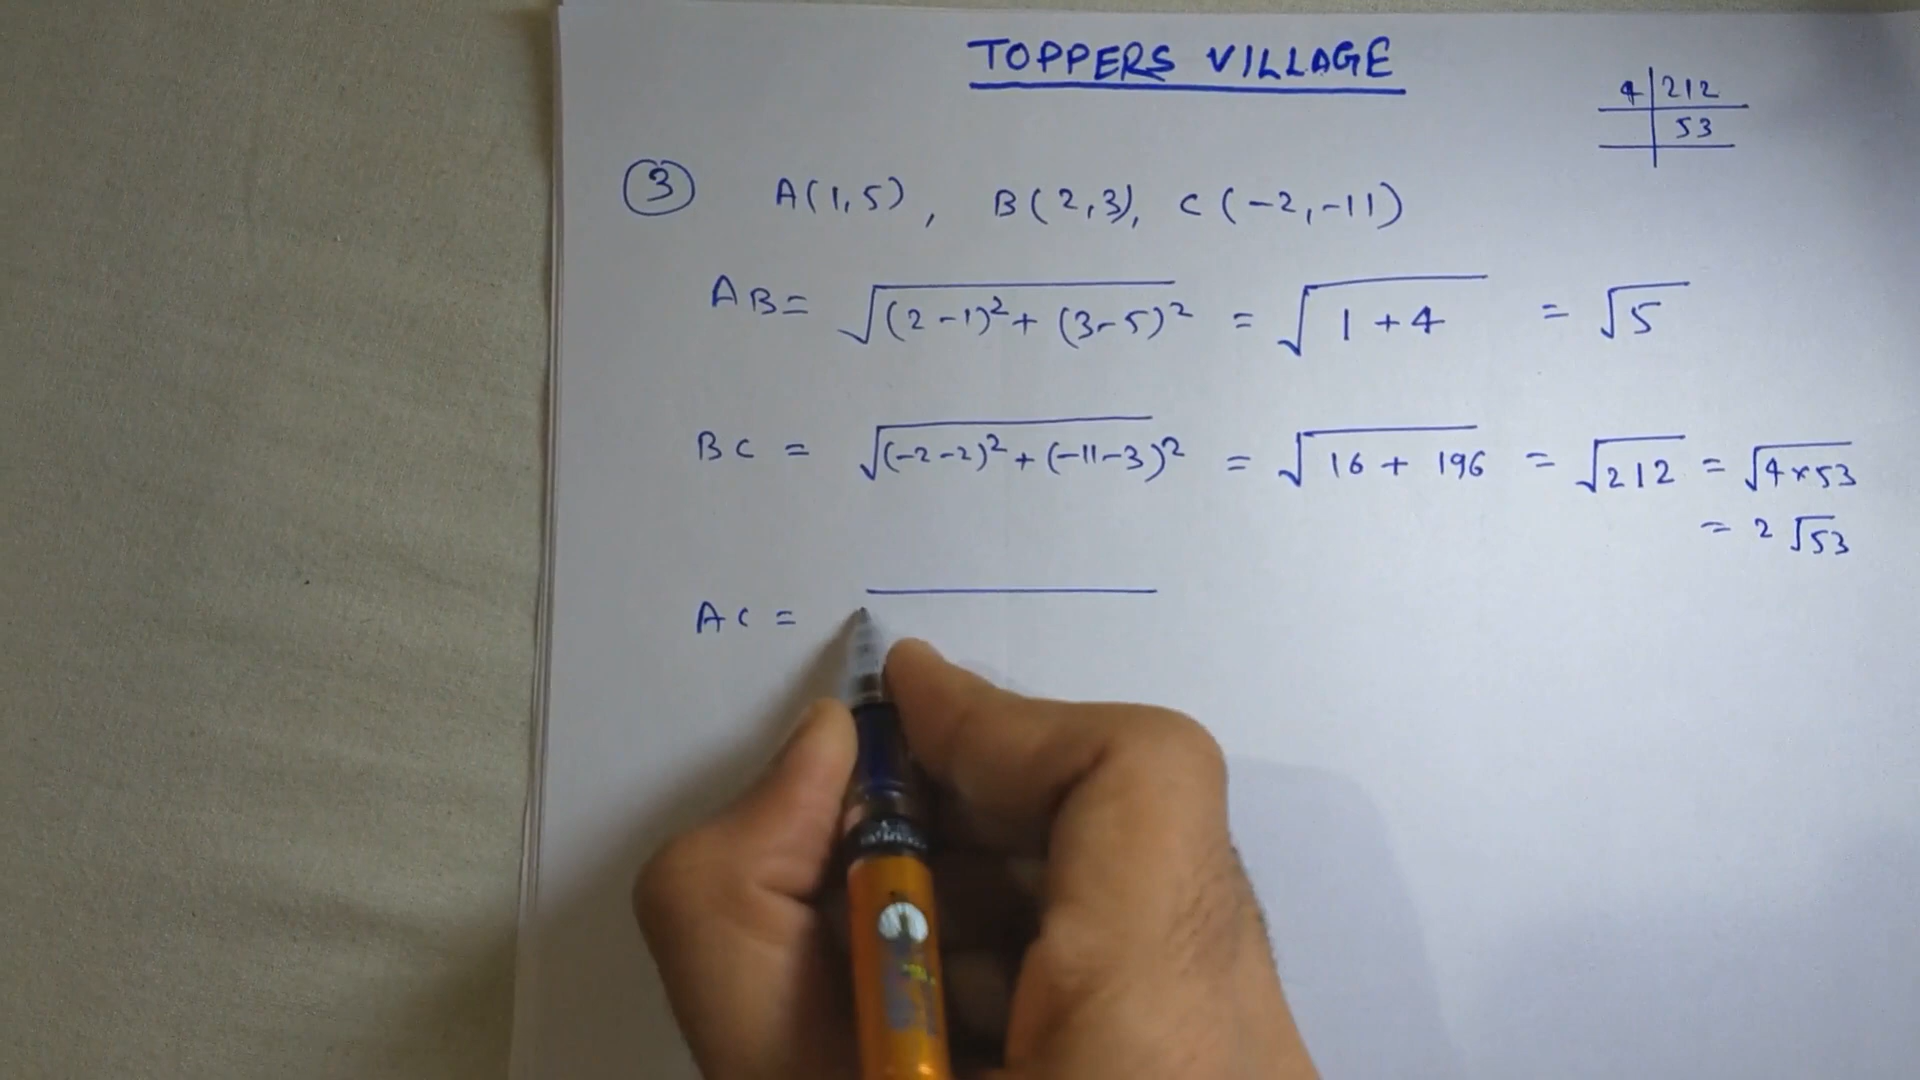 TOPPERS VILLAGE
4 | 212
53
③ A(1,5), B(2,3), C(-2,-11)
AB = √(2-1)² + (3-5)² = √1+4 = √5
BC = √(-2-2)² + (-11-3)² = √16 + 196 = √212 = √4×53
= 2√53
AC =